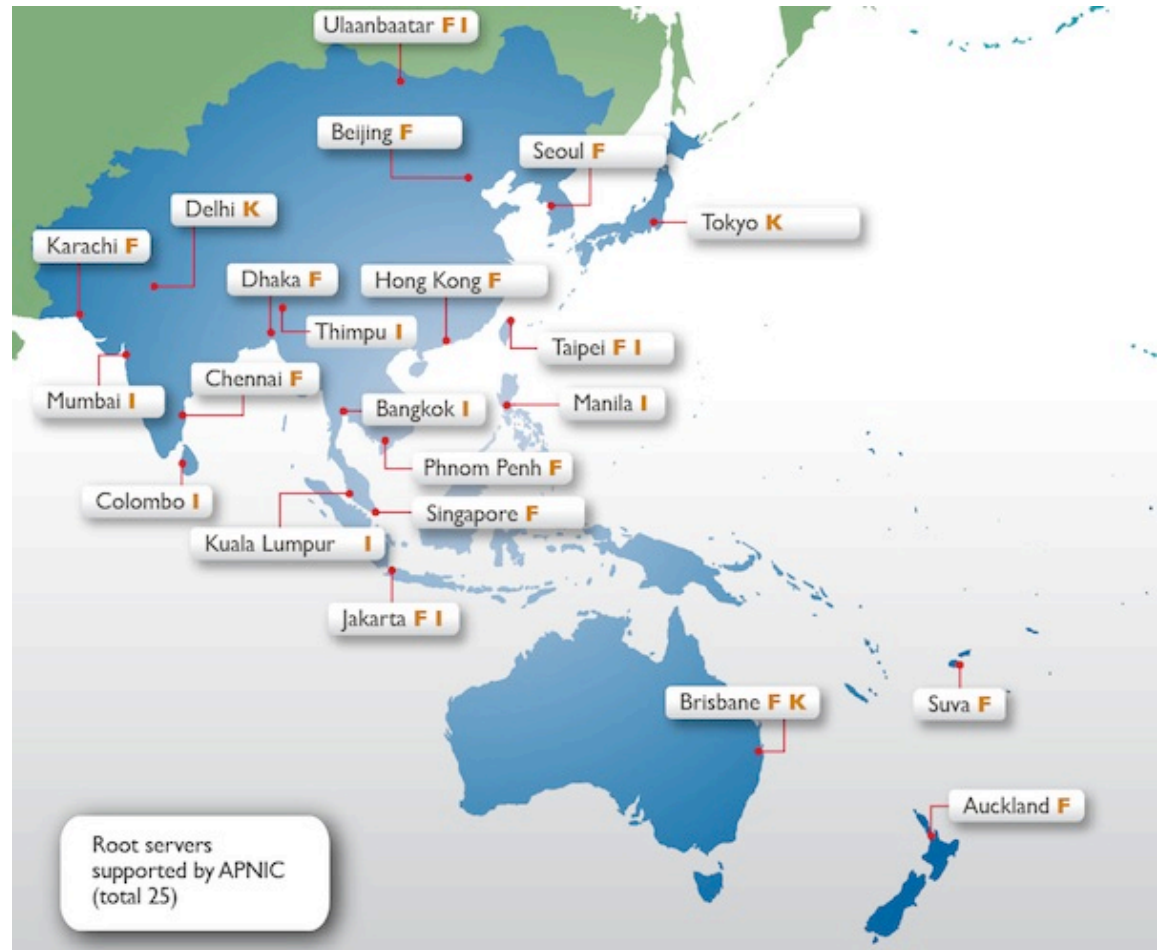 Ulaanbaatar F I
Beijing F
Seoul F
Delhi K
Tokyo K
Karachi F
Dhaka F
Hong Kong F
Thimpu I
Taipei F I
Chennai F
Mumbai I
Bangkok I
Manila I
Phnom Penh F
Colombo I
Singapore F
Kuala Lumpur I
Jakarta F I
Brisbane F K
Suva F
Auckland F
Root servers
supported by APNIC
(total 25)